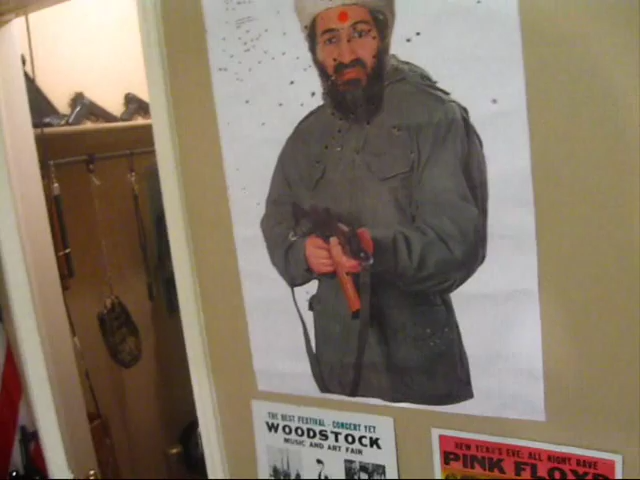 THE BEST FESTIVAL - CONCERT YET
WOODSTOCK
MUSIC AND ART FAIR
NEW YEAR'S EVE: ALL NIGHT RAVE
PINK FLOYD